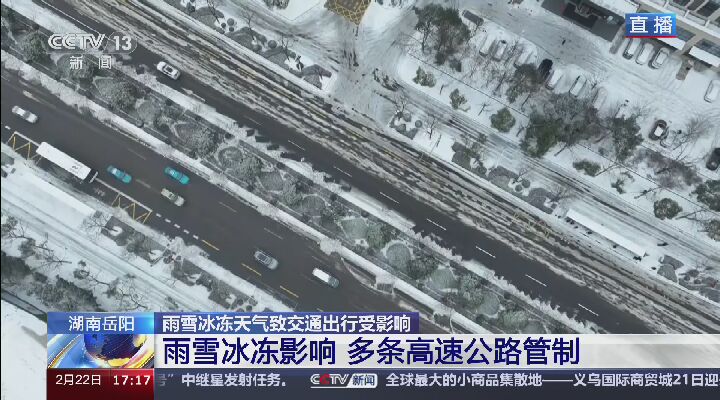 CCTV 13
新闻
直播
湖南岳阳
雨雪冰冻天气致交通出行受影响
雨雪冰冻影响 多条高速公路管制
2月22日 17:17
”中继星发射任务。 CCTV新闻 全球最大的小商品集散地——义乌国际商贸城21日迎